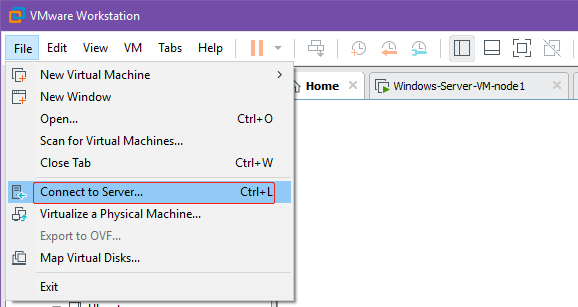 VMware Workstation
File Edit View VM Tabs Help
New Virtual Machine
New Window
Open... Ctrl+O
Scan for Virtual Machines...
Close Tab Ctrl+W
Connect to Server... Ctrl+L
Virtualize a Physical Machine...
Export to OVF...
Map Virtual Disks...
Exit
Home
Windows-Server-VM-node1